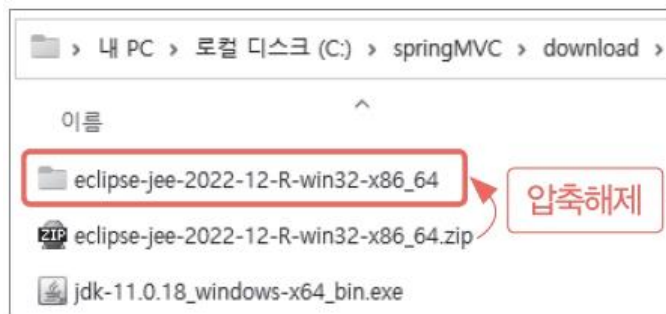 > 내 PC > 로컬 디스크 (C:) > springMVC > download >
이름
eclipse-jee-2022-12-R-win32-x86_64
압축해제
ZIP eclipse-jee-2022-12-R-win32-x86_64.zip
jdk-11.0.18_windows-x64_bin.exe